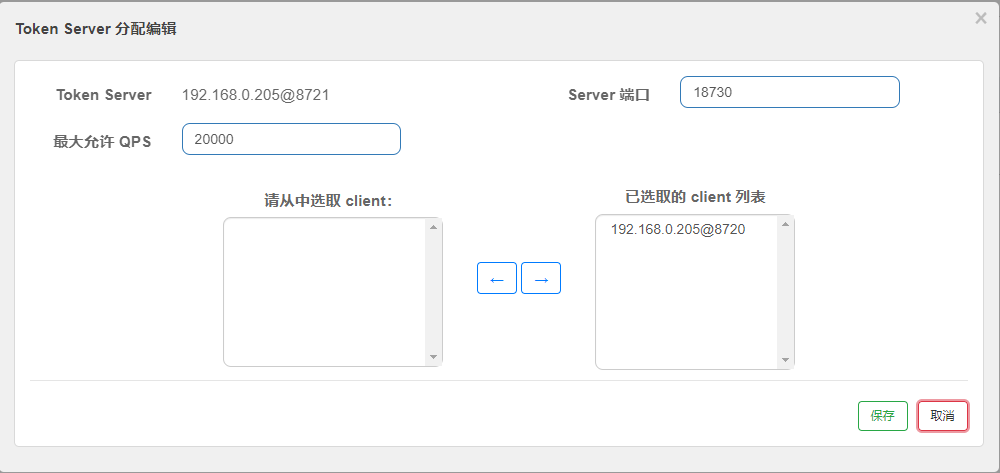 Token Server 分配编辑
×
Token Server 192.168.0.205@8721 Server 端口 18730
最大允许 QPS 20000
请从中选取 client：
已选取的 client 列表
192.168.0.205@8720
← →
保存 取消